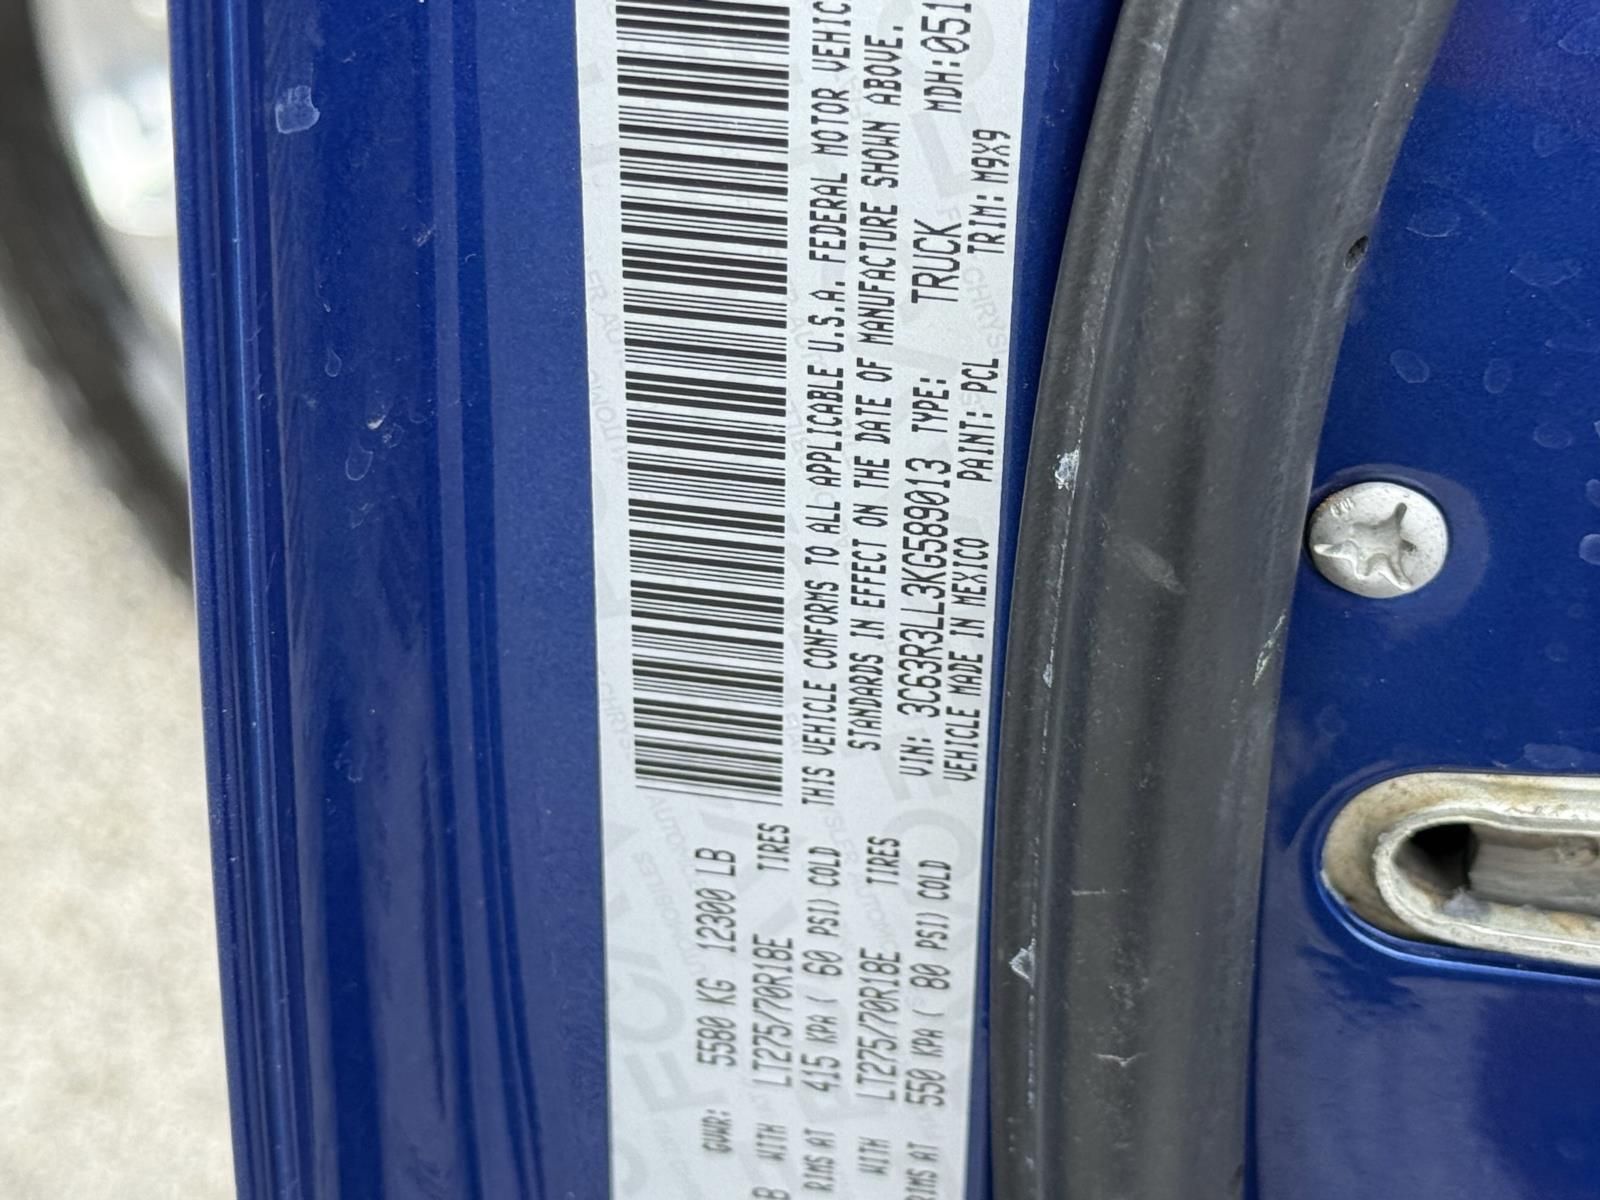 GVWR: 5580 KG 12300 LB
WITH LT275/70R18E TIRES
RIMS AT 415 KPA ( 60 PSI) COLD
WITH LT275/70R18E TIRES
RIMS AT 550 KPA ( 80 PSI) COLD
THIS VEHICLE CONFORMS TO ALL APPLICABLE U.S.A. FEDERAL MOTOR VEHIC
STANDARDS IN EFFECT ON THE DATE OF MANUFACTURE SHOWN ABOVE.
VIN: 3C63R3LL3KG589013 TYPE: TRUCK MDH:051
VEHICLE MADE IN MEXICO PAINT: PCL TRIM: M9X9